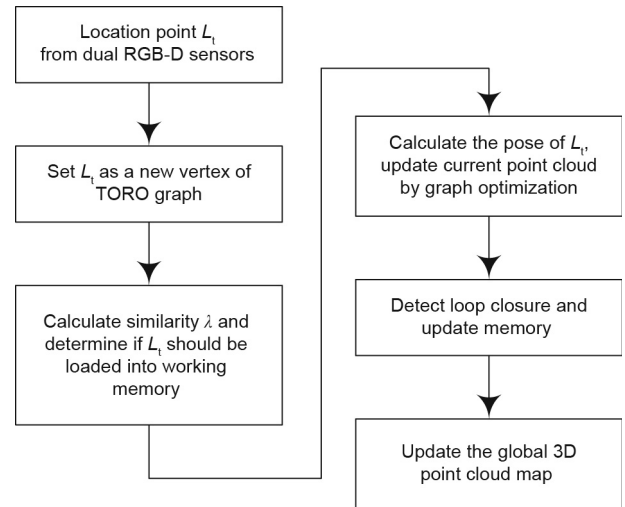 Location point Lt
from dual RGB-D sensors
Set Lt as a new vertex of
TORO graph
Calculate similarity λ and
determine if Lt should be
loaded into working
memory
Calculate the pose of Lt,
update current point cloud
by graph optimization
Detect loop closure and
update memory
Update the global 3D
point cloud map